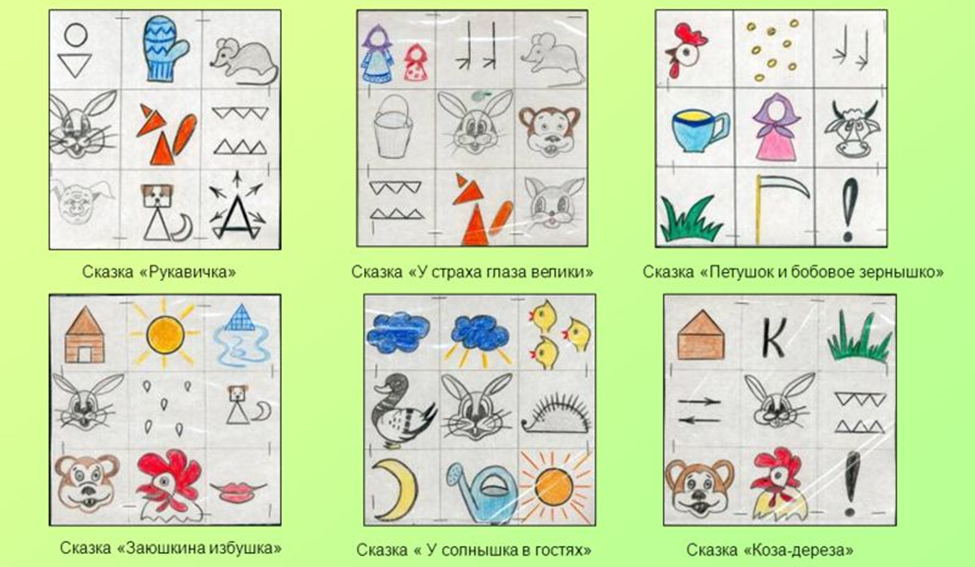 Сказка «Рукавичка»
Сказка «У страха глаза велики»
Сказка «Петушок и бобовое зернышко»
К
Сказка «Заюшкина избушка»
Сказка « У солнышка в гостях»
Сказка «Коза-дереза»